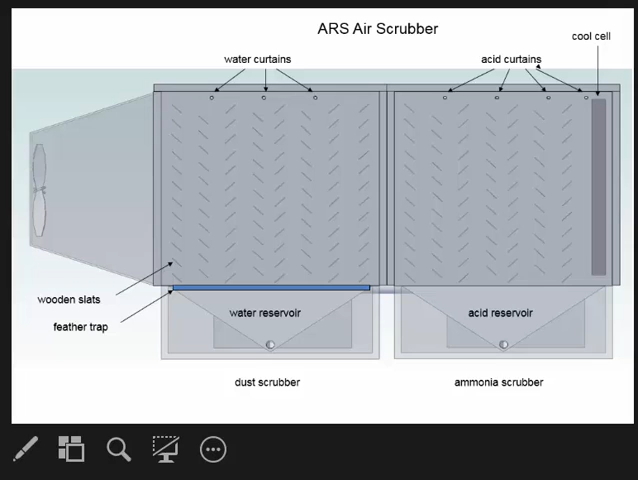 ARS Air Scrubber
cool cell
water curtains
acid curtains
wooden slats
feather trap
water reservoir
acid reservoir
dust scrubber
ammonia scrubber